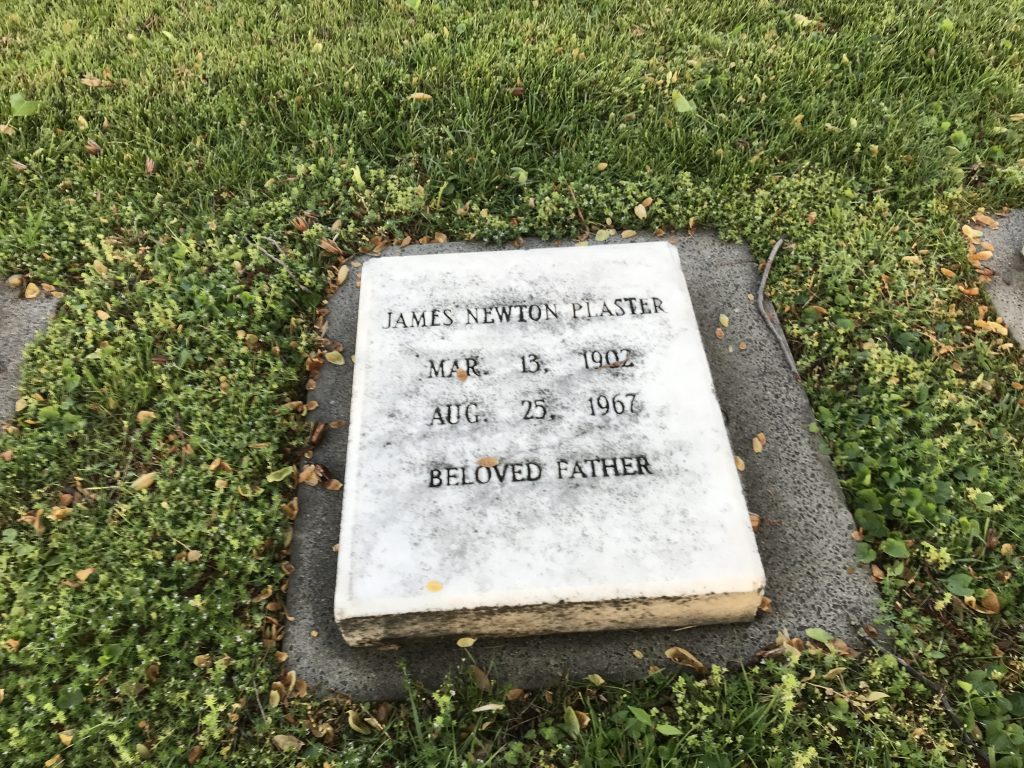 JAMES NEWTON PLASTER
MAR. 13, 1902
AUG. 25, 1967
BELOVED FATHER